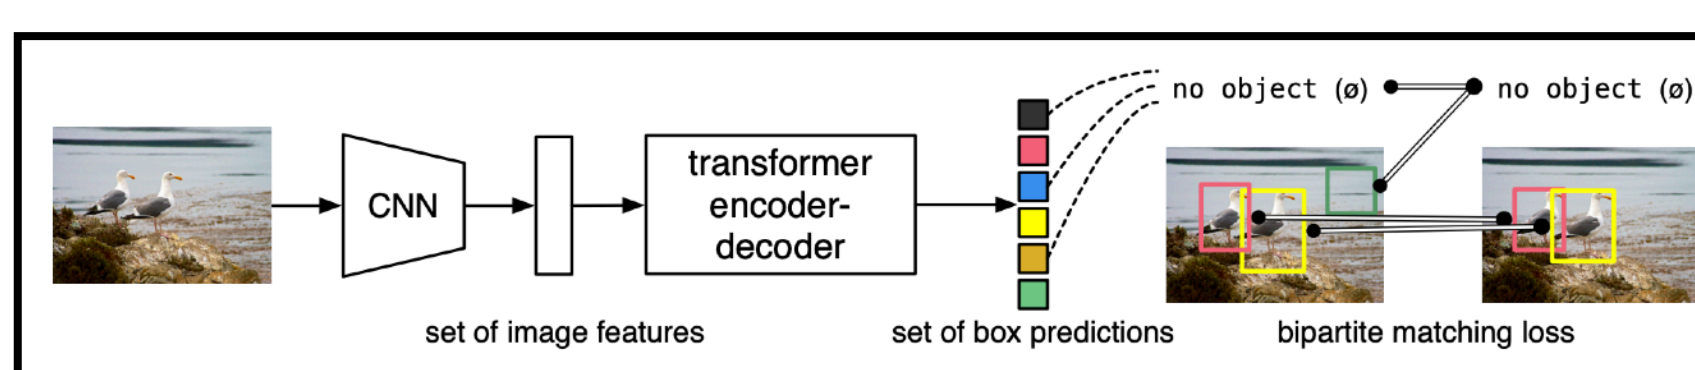 no object (ø)
no object (ø)
CNN
transformer
encoder-
decoder
set of image features
set of box predictions
bipartite matching loss